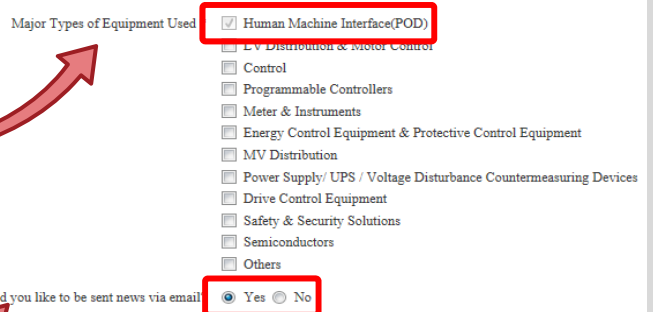 Major Types of Equipment Used
Human Machine Interface(POD)
LV Distribution & Motor Control
Control
Programmable Controllers
Meter & Instruments
Energy Control Equipment & Protective Control Equipment
MV Distribution
Power Supply/ UPS / Voltage Disturbance Countermeasuring Devices
Drive Control Equipment
Safety & Security Solutions
Semiconductors
Others
d you like to be sent news via email? Yes No